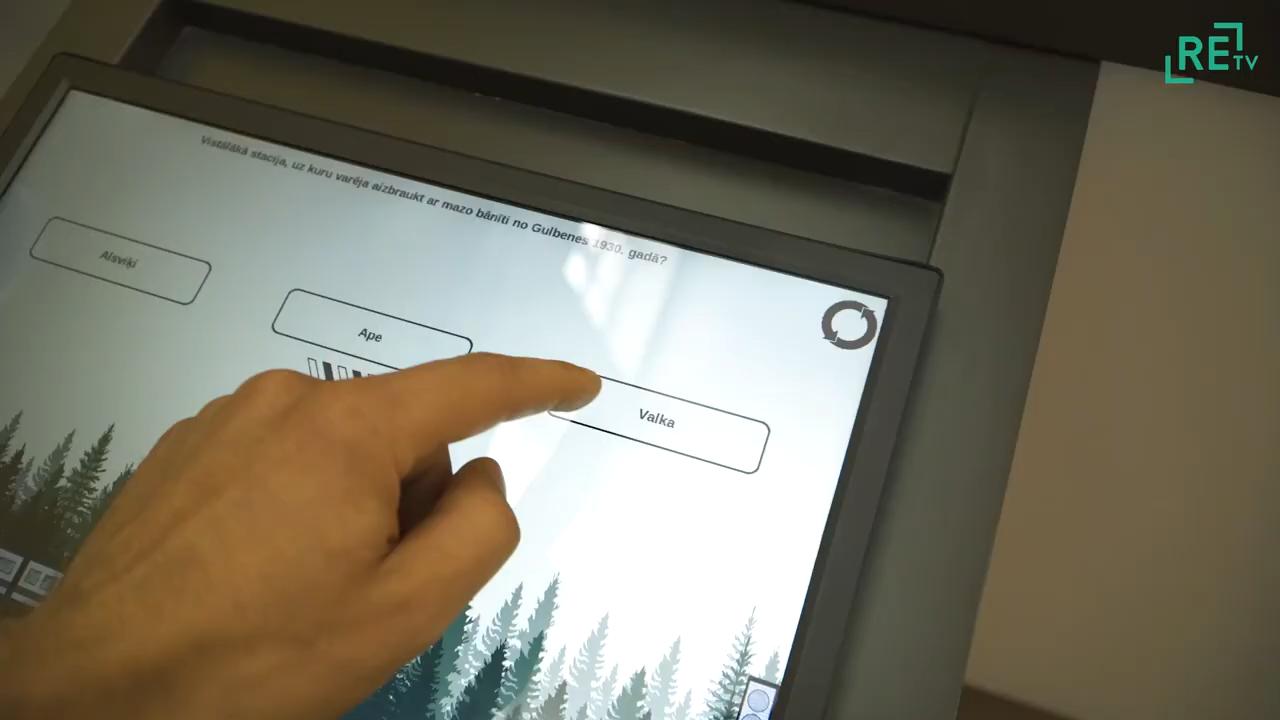 RE TV
Vistālākā stacija, uz kuru varēja aizbraukt ar mazo bānīti no Gulbenes 1930. gadā?
Alsviķi
Ape
Valka